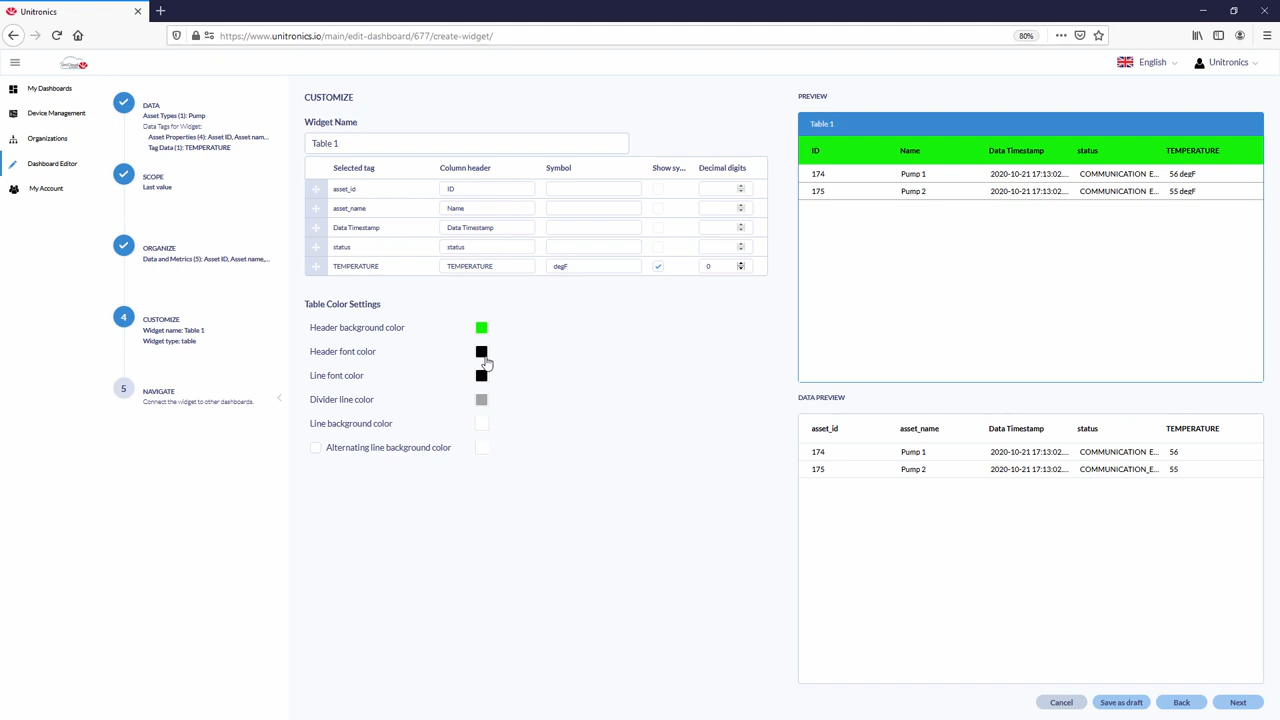 Unitronics
https://www.unitronics.io/main/edit-dashboard/677/create-widget/
80%
English
Unitronics
My Dashboards
Device Management
Organizations
Dashboard Editor
My Account
DATA
Asset Types (1): Pump
Data Tags for Widget:
Asset Properties (4): Asset ID, Asset nam...
Tag Data (1): TEMPERATURE
SCOPE
Last value
ORGANIZE
Data and Metrics (5): Asset ID, Asset name,...
4
CUSTOMIZE
Widget name: Table 1
Widget type: table
5
NAVIGATE
Connect the widget to other dashboards.
CUSTOMIZE
Widget Name
Table 1
Selected tag Column header Symbol Show sy... Decimal digits
asset_id ID
asset_name Name
Data Timestamp Data Timestamp
status status
TEMPERATURE TEMPERATURE degF 0
Table Color Settings
Header background color
Header font color
Line font color
Divider line color
Line background color
Alternating line background color
PREVIEW
Table 1
ID Name Data Timestamp status TEMPERATURE
174 Pump 1 2020-10-21 17:13:02.... COMMUNICATION E... 56 degF
175 Pump 2 2020-10-21 17:13:02.... COMMUNICATION_E... 55 degF
DATA PREVIEW
asset_id asset_name Data Timestamp status TEMPERATURE
174 Pump 1 2020-10-21 17:13:02.... COMMUNICATION E... 56
175 Pump 2 2020-10-21 17:13:02.... COMMUNICATION_E... 55
Cancel Save as draft Back Next